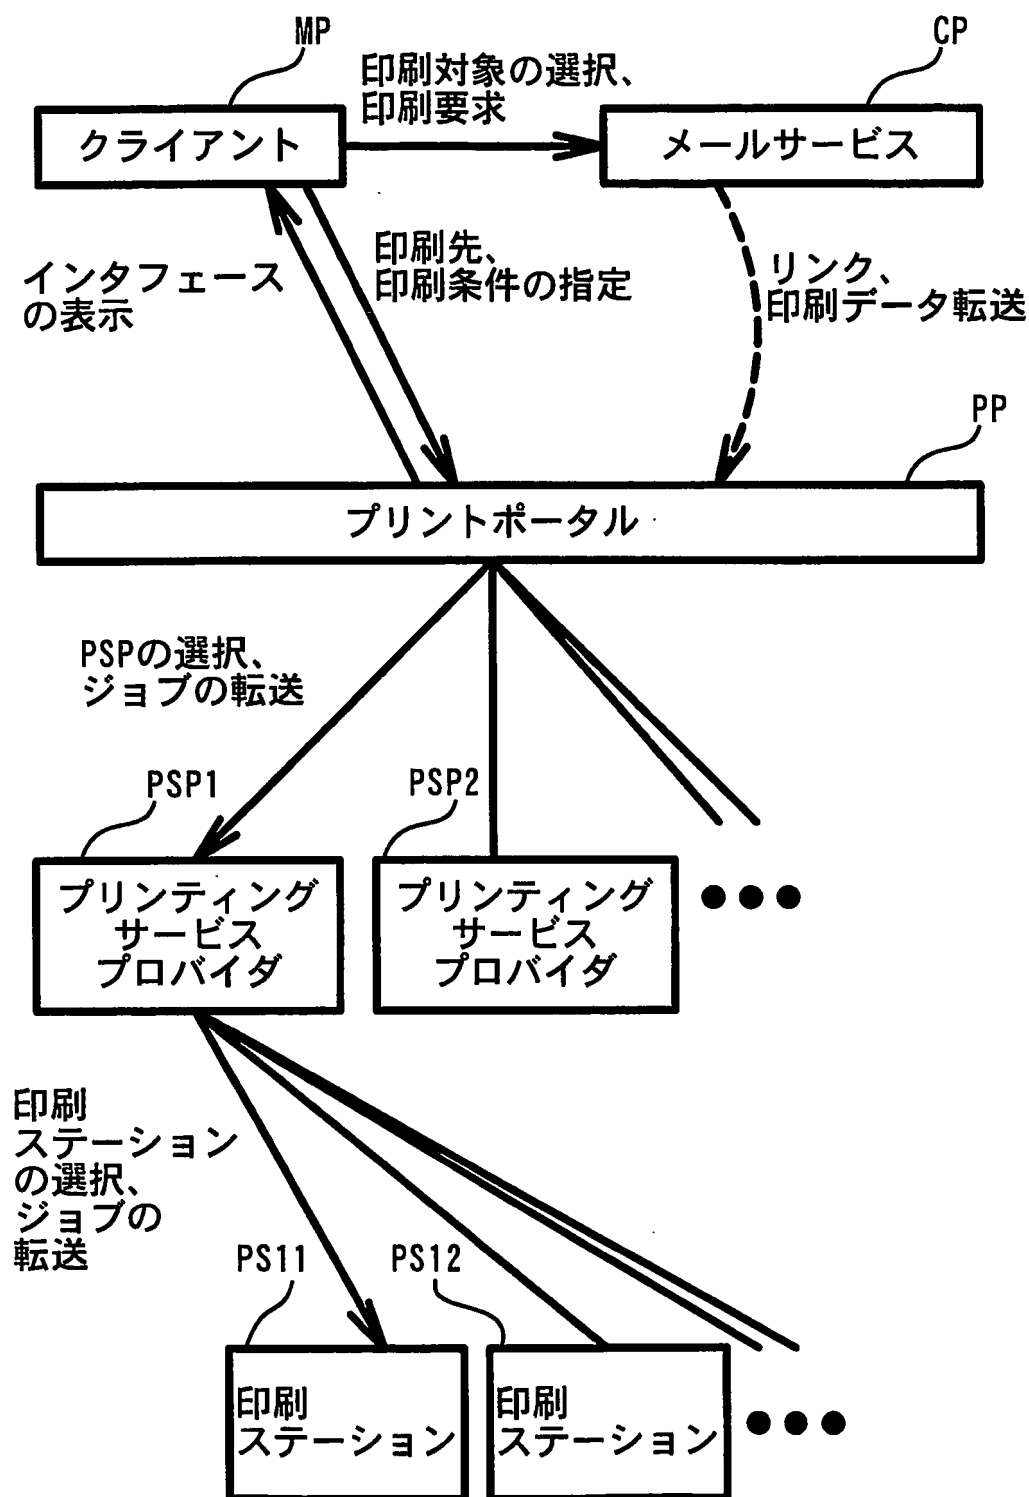 MP
CP
印刷対象の選択、
印刷要求
クライアント
メールサービス
インタフェース
の表示
印刷先、
印刷条件の指定
リンク、
印刷データ転送
PP
プリントポータル
PSPの選択、
ジョブの転送
PSP1
PSP2
プリンティング
サービス
プロバイダ
プリンティング
サービス
プロバイダ
印刷
ステーション
の選択、
ジョブの
転送
PS11
PS12
印刷
ステーション
印刷
ステーション